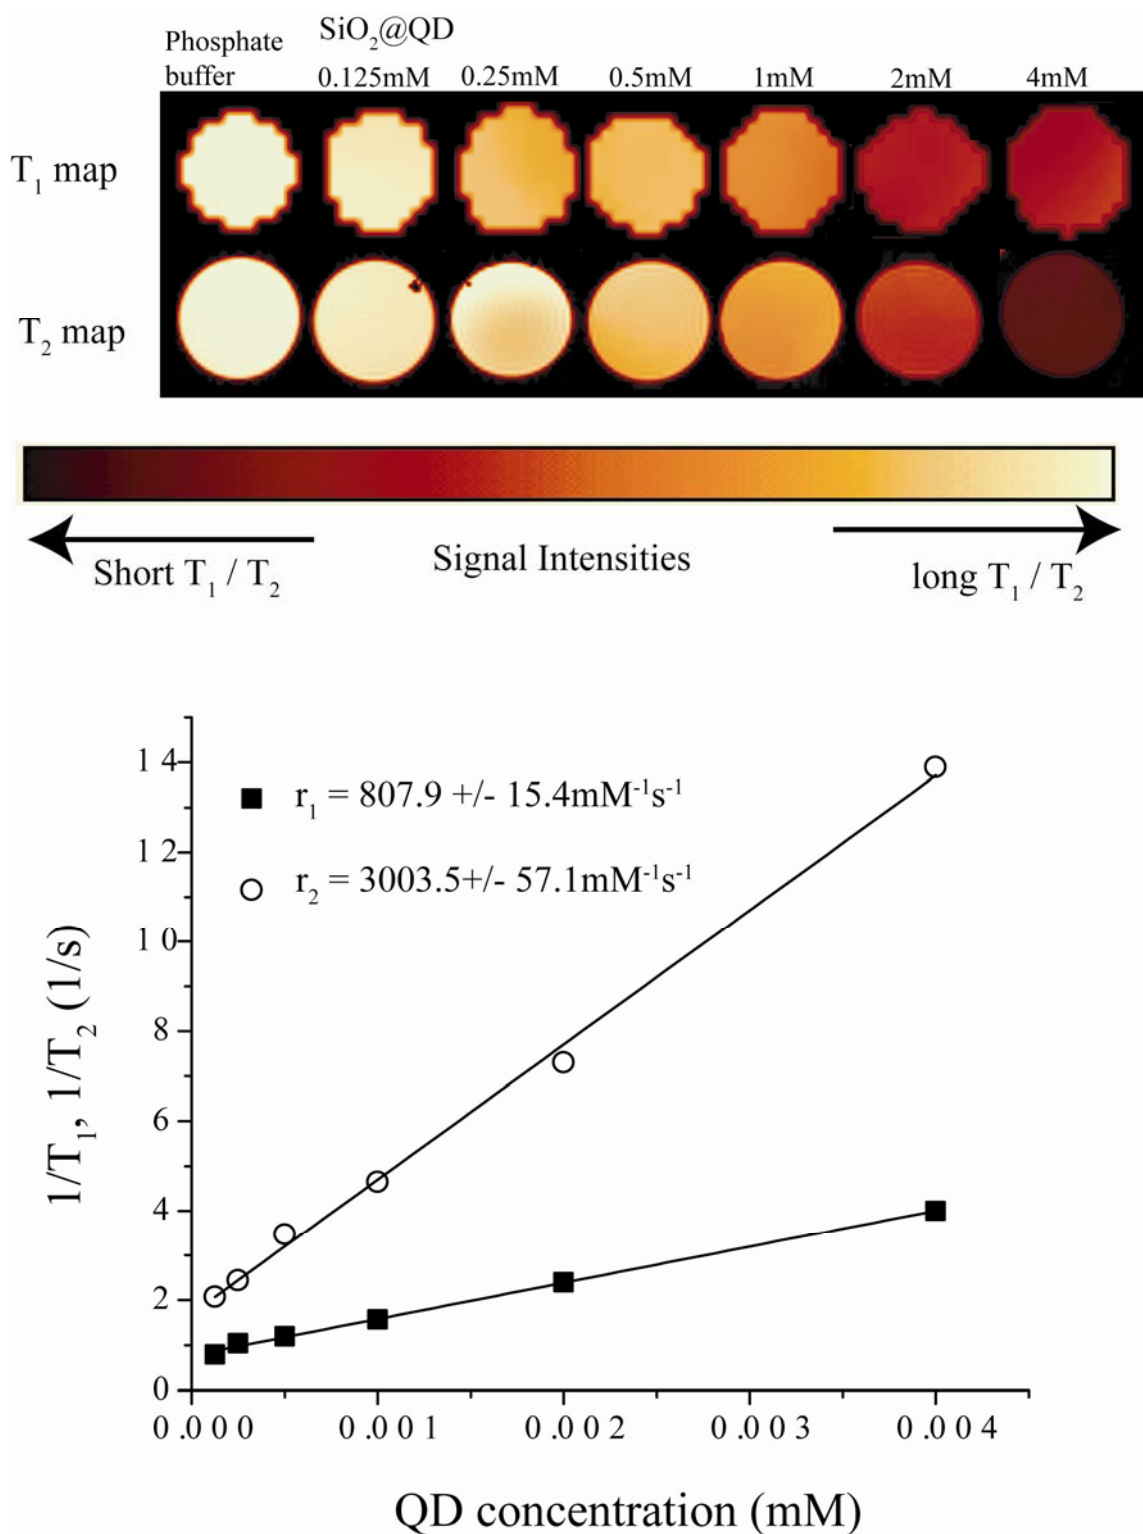 Phosphate buffer
SiO₂@QD
0.125mM 0.25mM 0.5mM 1mM 2mM 4mM
T₁ map
T₂ map
Short T₁ / T₂
Signal Intensities
long T₁ / T₂
14
r₁ = 807.9 +/- 15.4mM⁻¹s⁻¹
12
r₂ = 3003.5+/- 57.1mM⁻¹s⁻¹
10
8
6
4
2
0
1/T₁, 1/T₂ (1/s)
0.000 0.001 0.002 0.003 0.004
QD concentration (mM)